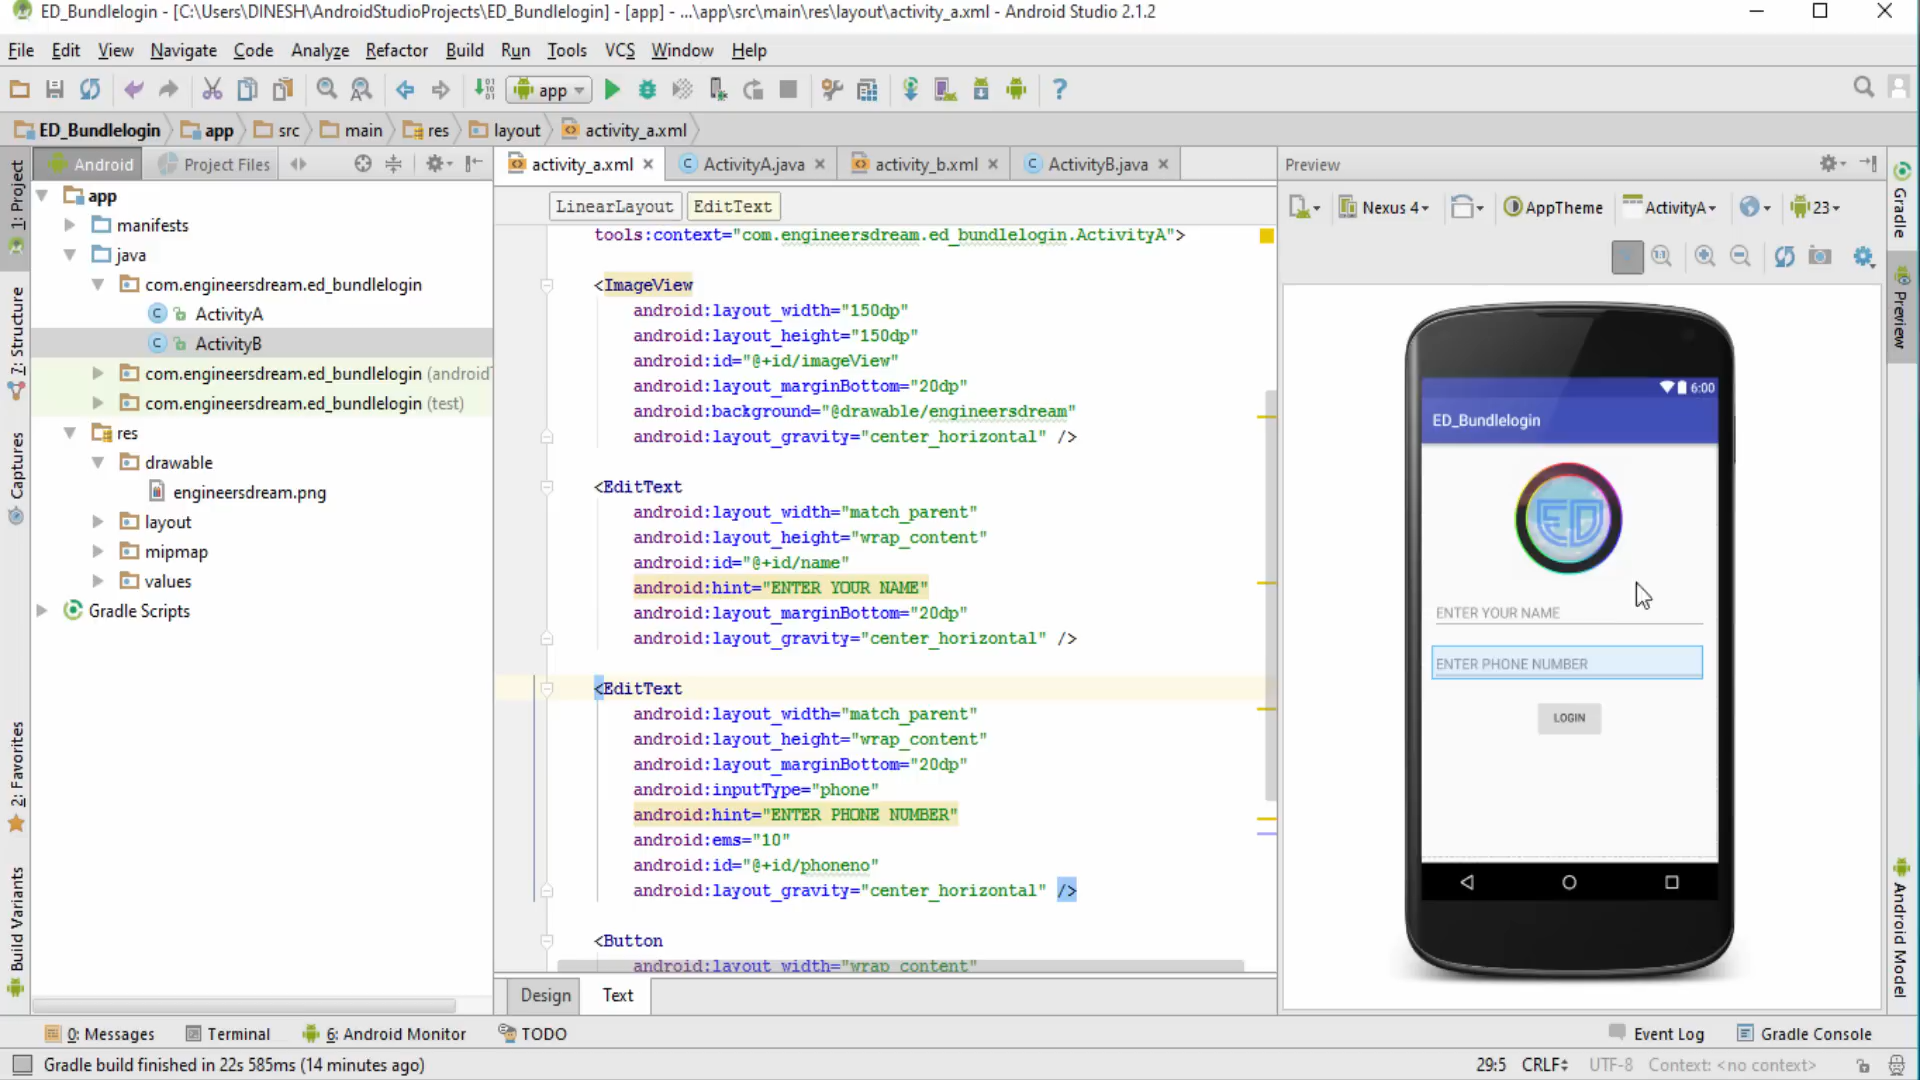 ED_Bundlelogin - [C:\Users\DINESH\AndroidStudioProjects\ED_Bundlelogin] - [app] - ...\app\src\main\res\layout\activity_a.xml - Android Studio 2.1.2
File Edit View Navigate Code Analyze Refactor Build Run Tools VCS Window Help
app
ED_Bundlelogin app src main res layout activity_a.xml
Android Project Files
activity_a.xml ActivityA.java activity_b.xml ActivityB.java
Preview
1: Project
7: Structure
Captures
2: Favorites
Build Variants
app
manifests
java
com.engineersdream.ed_bundlelogin
ActivityA
ActivityB
com.engineersdream.ed_bundlelogin (android
com.engineersdream.ed_bundlelogin (test)
res
drawable
engineersdream.png
layout
mipmap
values
Gradle Scripts
LinearLayout EditText
tools:context="com.engineersdream.ed_bundlelogin.ActivityA">
<ImageView
android:layout_width="150dp"
android:layout_height="150dp"
android:id="@+id/imageView"
android:layout_marginBottom="20dp"
android:background="@drawable/engineersdream"
android:layout_gravity="center_horizontal" />
<EditText
android:layout_width="match_parent"
android:layout_height="wrap_content"
android:id="@+id/name"
android:hint="ENTER YOUR NAME"
android:layout_marginBottom="20dp"
android:layout_gravity="center_horizontal" />
<EditText
android:layout_width="match_parent"
android:layout_height="wrap_content"
android:layout_marginBottom="20dp"
android:inputType="phone"
android:hint="ENTER PHONE NUMBER"
android:ems="10"
android:id="@+id/phoneno"
android:layout_gravity="center_horizontal" />
<Button
android:layout_width="wrap_content"
Design Text
Nexus 4 AppTheme ActivityA 23
6:00
ED_Bundlelogin
ED
ENTER YOUR NAME
ENTER PHONE NUMBER
LOGIN
Gradle
Preview
Android Model
0: Messages Terminal 6: Android Monitor TODO Event Log Gradle Console
Gradle build finished in 22s 585ms (14 minutes ago) 29:5 CRLF UTF-8 Context: <no context>